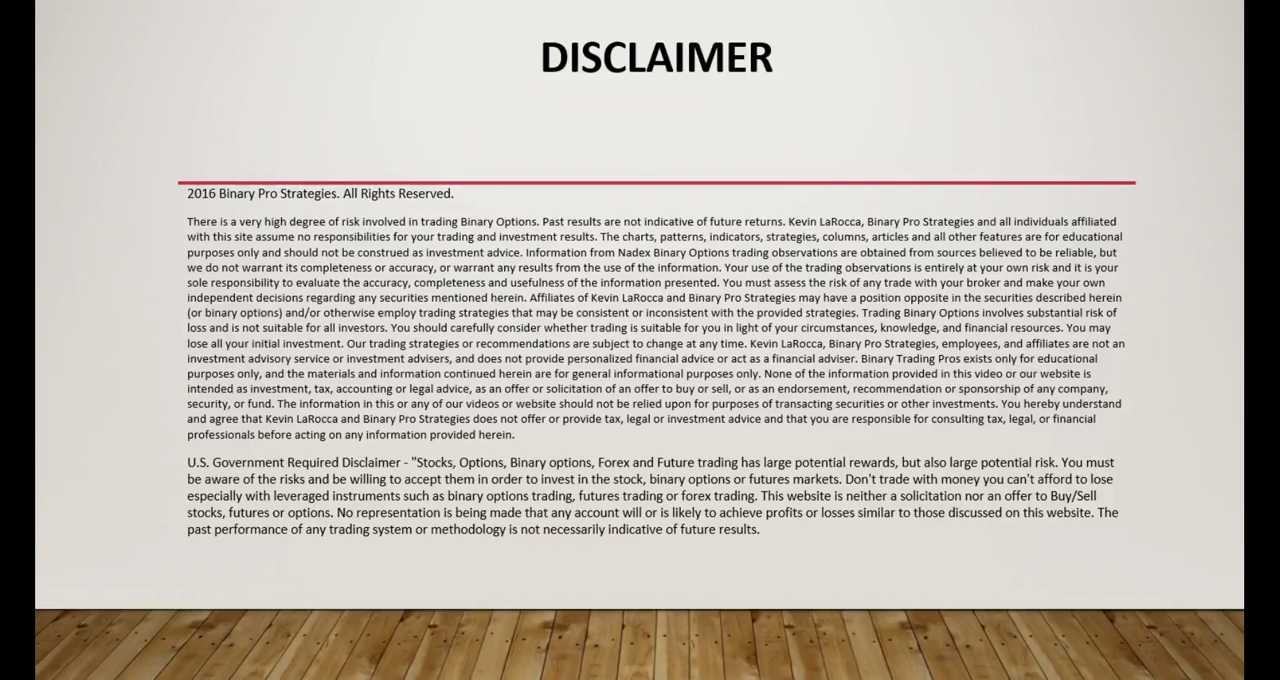 DISCLAIMER
2016 Binary Pro Strategies. All Rights Reserved.
There is a very high degree of risk involved in trading Binary Options. Past results are not indicative of future returns. Kevin LaRocca, Binary Pro Strategies and all individuals affiliated
with this site assume no responsibilities for your trading and investment results. The charts, patterns, indicators, strategies, columns, articles and all other features are for educational
purposes only and should not be construed as investment advice. Information from Nadex Binary Options trading observations are obtained from sources believed to be reliable, but
we do not warrant its completeness or accuracy, or warrant any results from the use of the information. Your use of the trading observations is entirely at your own risk and it is your
sole responsibility to evaluate the accuracy, completeness and usefulness of the information presented. You must assess the risk of any trade with your broker and make your own
independent decisions regarding any securities mentioned herein. Affiliates of Kevin LaRocca and Binary Pro Strategies may have a position opposite in the securities described herein
(or binary options) and/or otherwise employ trading strategies that may be consistent or inconsistent with the provided strategies. Trading Binary Options involves substantial risk of
loss and is not suitable for all investors. You should carefully consider whether trading is suitable for you in light of your circumstances, knowledge, and financial resources. You may
lose all your initial investment. Our trading strategies or recommendations are subject to change at any time. Kevin LaRocca, Binary Pro Strategies, employees, and affiliates are not an
investment advisory service or investment advisers, and does not provide personalized financial advice or act as a financial adviser. Binary Trading Pros exists only for educational
purposes only, and the materials and information continued herein are for general informational purposes only. None of the information provided in this video or our website is
intended as investment, tax, accounting or legal advice, as an offer or solicitation of an offer to buy or sell, or as an endorsement, recommendation or sponsorship of any company,
security, or fund. The information in this or any of our videos or website should not be relied upon for purposes of transacting securities or other investments. You hereby understand
and agree that Kevin LaRocca and Binary Pro Strategies does not offer or provide tax, legal or investment advice and that you are responsible for consulting tax, legal, or financial
professionals before acting on any information provided herein.
U.S. Government Required Disclaimer - "Stocks, Options, Binary options, Forex and Future trading has large potential rewards, but also large potential risk. You must
be aware of the risks and be willing to accept them in order to invest in the stock, binary options or futures markets. Don't trade with money you can't afford to lose
especially with leveraged instruments such as binary options trading, futures trading or forex trading. This website is neither a solicitation nor an offer to Buy/Sell
stocks, futures or options. No representation is being made that any account will or is likely to achieve profits or losses similar to those discussed on this website. The
past performance of any trading system or methodology is not necessarily indicative of future results.